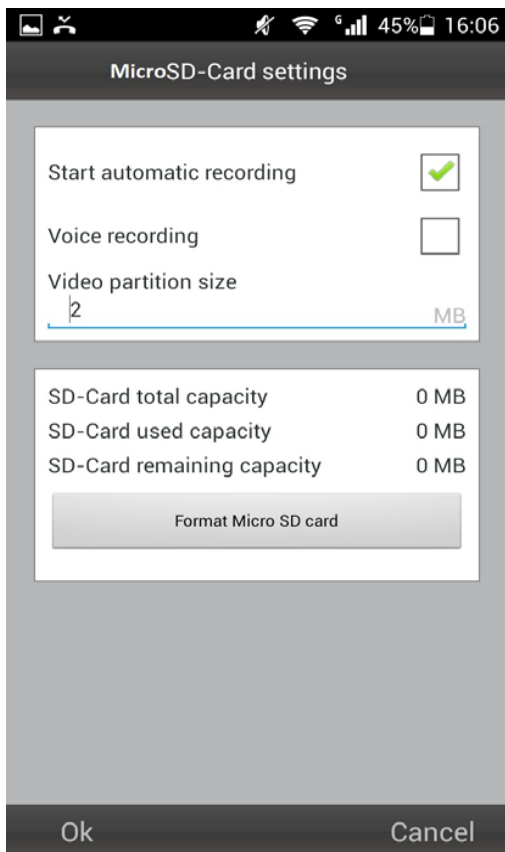 G 45% 16:06
MicroSD-Card settings
Start automatic recording
Voice recording
Video partition size
2 MB
SD-Card total capacity 0 MB
SD-Card used capacity 0 MB
SD-Card remaining capacity 0 MB
Format Micro SD card
Ok Cancel